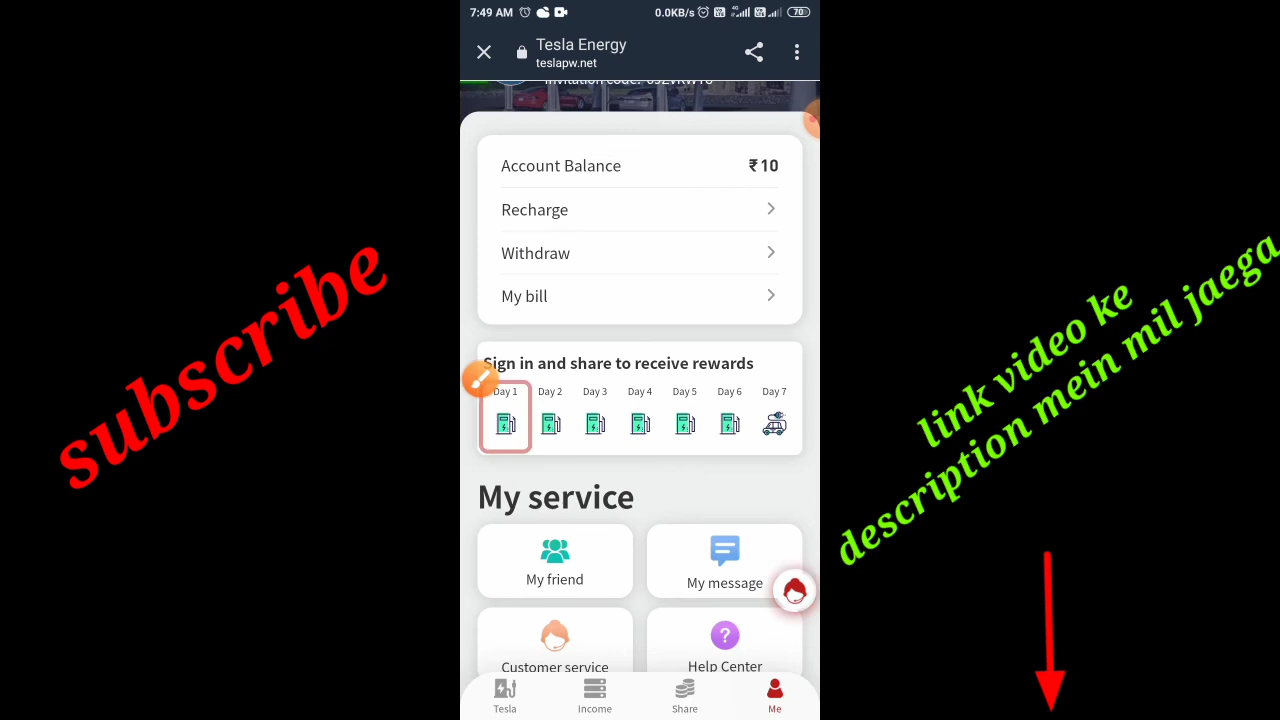 7:49 AM
0.0KB/s
4G
70
Tesla Energy
teslapw.net
Account Balance
₹10
Recharge
Withdraw
My bill
Sign in and share to receive rewards
Day 1 Day 2 Day 3 Day 4 Day 5 Day 6 Day 7
My service
My friend
My message
Customer service
Help Center
Tesla Income Share Me
subscribe
link video ke
description mein mil jaega